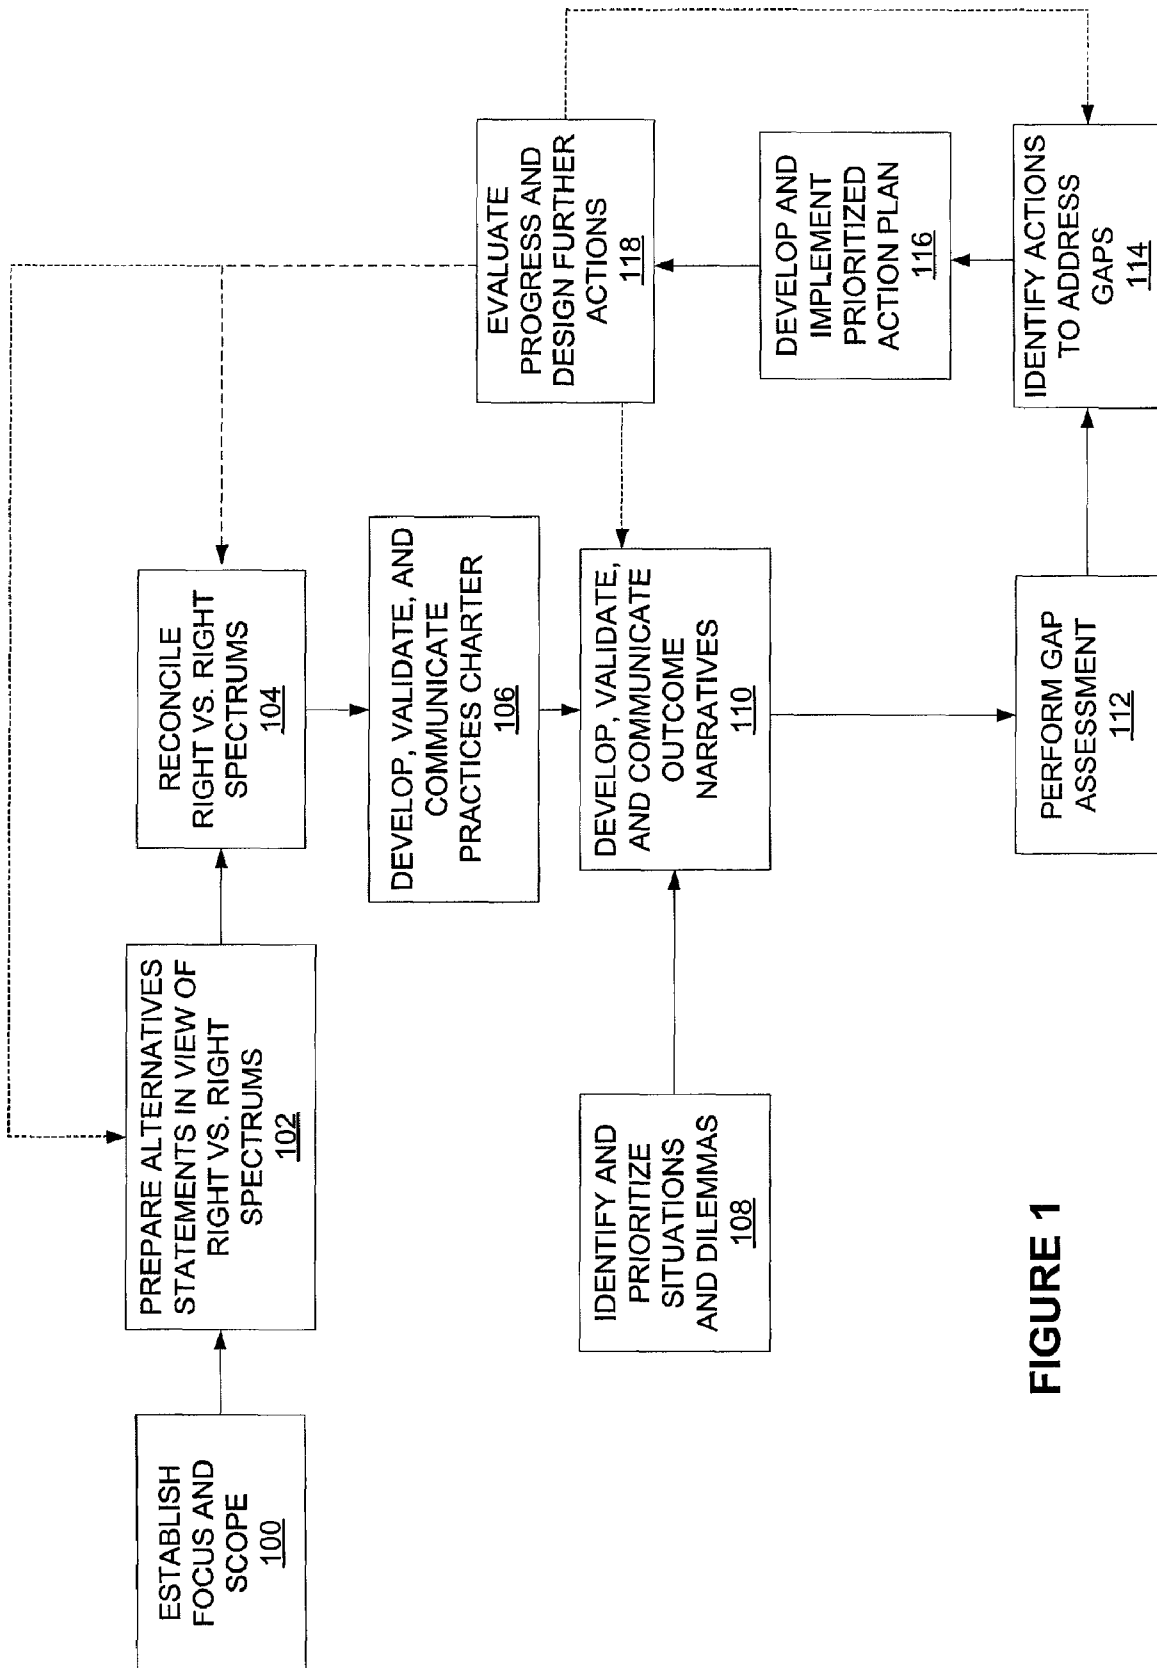 ESTABLISH
FOCUS AND
SCOPE
100
PREPARE ALTERNATIVES
STATEMENTS IN VIEW OF
RIGHT VS. RIGHT
SPECTRUMS
102
RECONCILE
RIGHT VS. RIGHT
SPECTRUMS
104
DEVELOP, VALIDATE, AND
COMMUNICATE
PRACTICES CHARTER
106
IDENTIFY AND
PRIORITIZE
SITUATIONS
AND DILEMMAS
108
DEVELOP, VALIDATE,
AND COMMUNICATE
OUTCOME
NARRATIVES
110
PERFORM GAP
ASSESSMENT
112
IDENTIFY ACTIONS
TO ADDRESS
GAPS
114
DEVELOP AND
IMPLEMENT
PRIORITIZED
ACTION PLAN
116
EVALUATE
PROGRESS AND
DESIGN FURTHER
ACTIONS
118
FIGURE 1